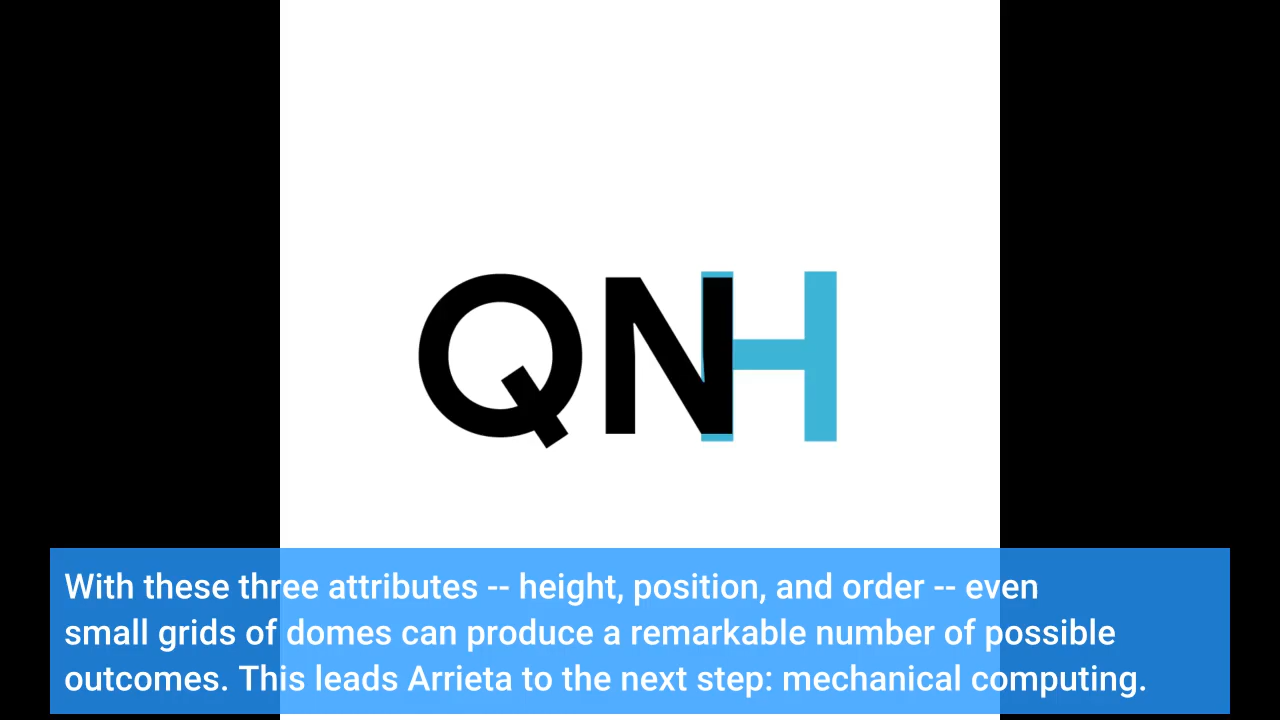 QNH
With these three attributes -- height, position, and order -- even
small grids of domes can produce a remarkable number of possible
outcomes. This leads Arrieta to the next step: mechanical computing.